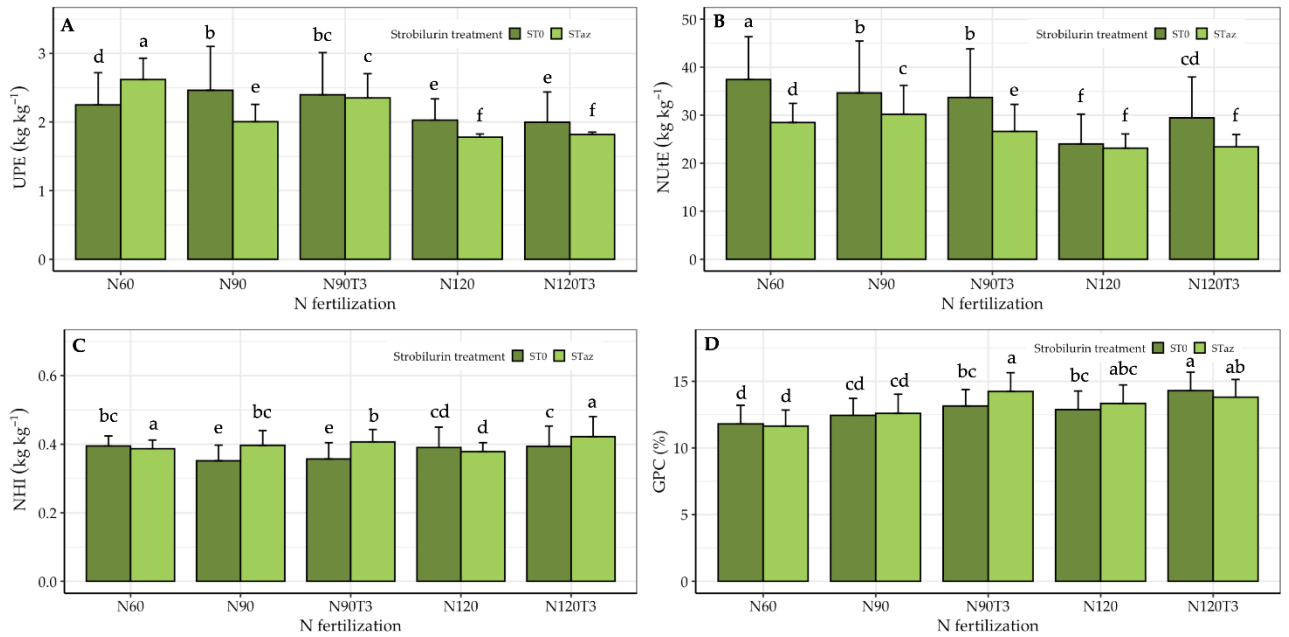 A
Strobilurin treatment ST0 STaz
UPE (kg kg⁻¹)
3
2
1
0
d a b e bc c e f e f
N60 N90 N90T3 N120 N120T3
N fertilization
B
Strobilurin treatment ST0 STaz
NUtE (kg kg⁻¹)
50
40
30
20
10
0
a d b c b e f f cd f
N60 N90 N90T3 N120 N120T3
N fertilization
C
Strobilurin treatment ST0 STaz
NHI (kg kg⁻¹)
0.6
0.4
0.2
0.0
bc a e bc e b cd d c a
N60 N90 N90T3 N120 N120T3
N fertilization
D
Strobilurin treatment ST0 STaz
GPC (%)
15
10
5
0
d d cd cd bc a bc abc a ab
N60 N90 N90T3 N120 N120T3
N fertilization